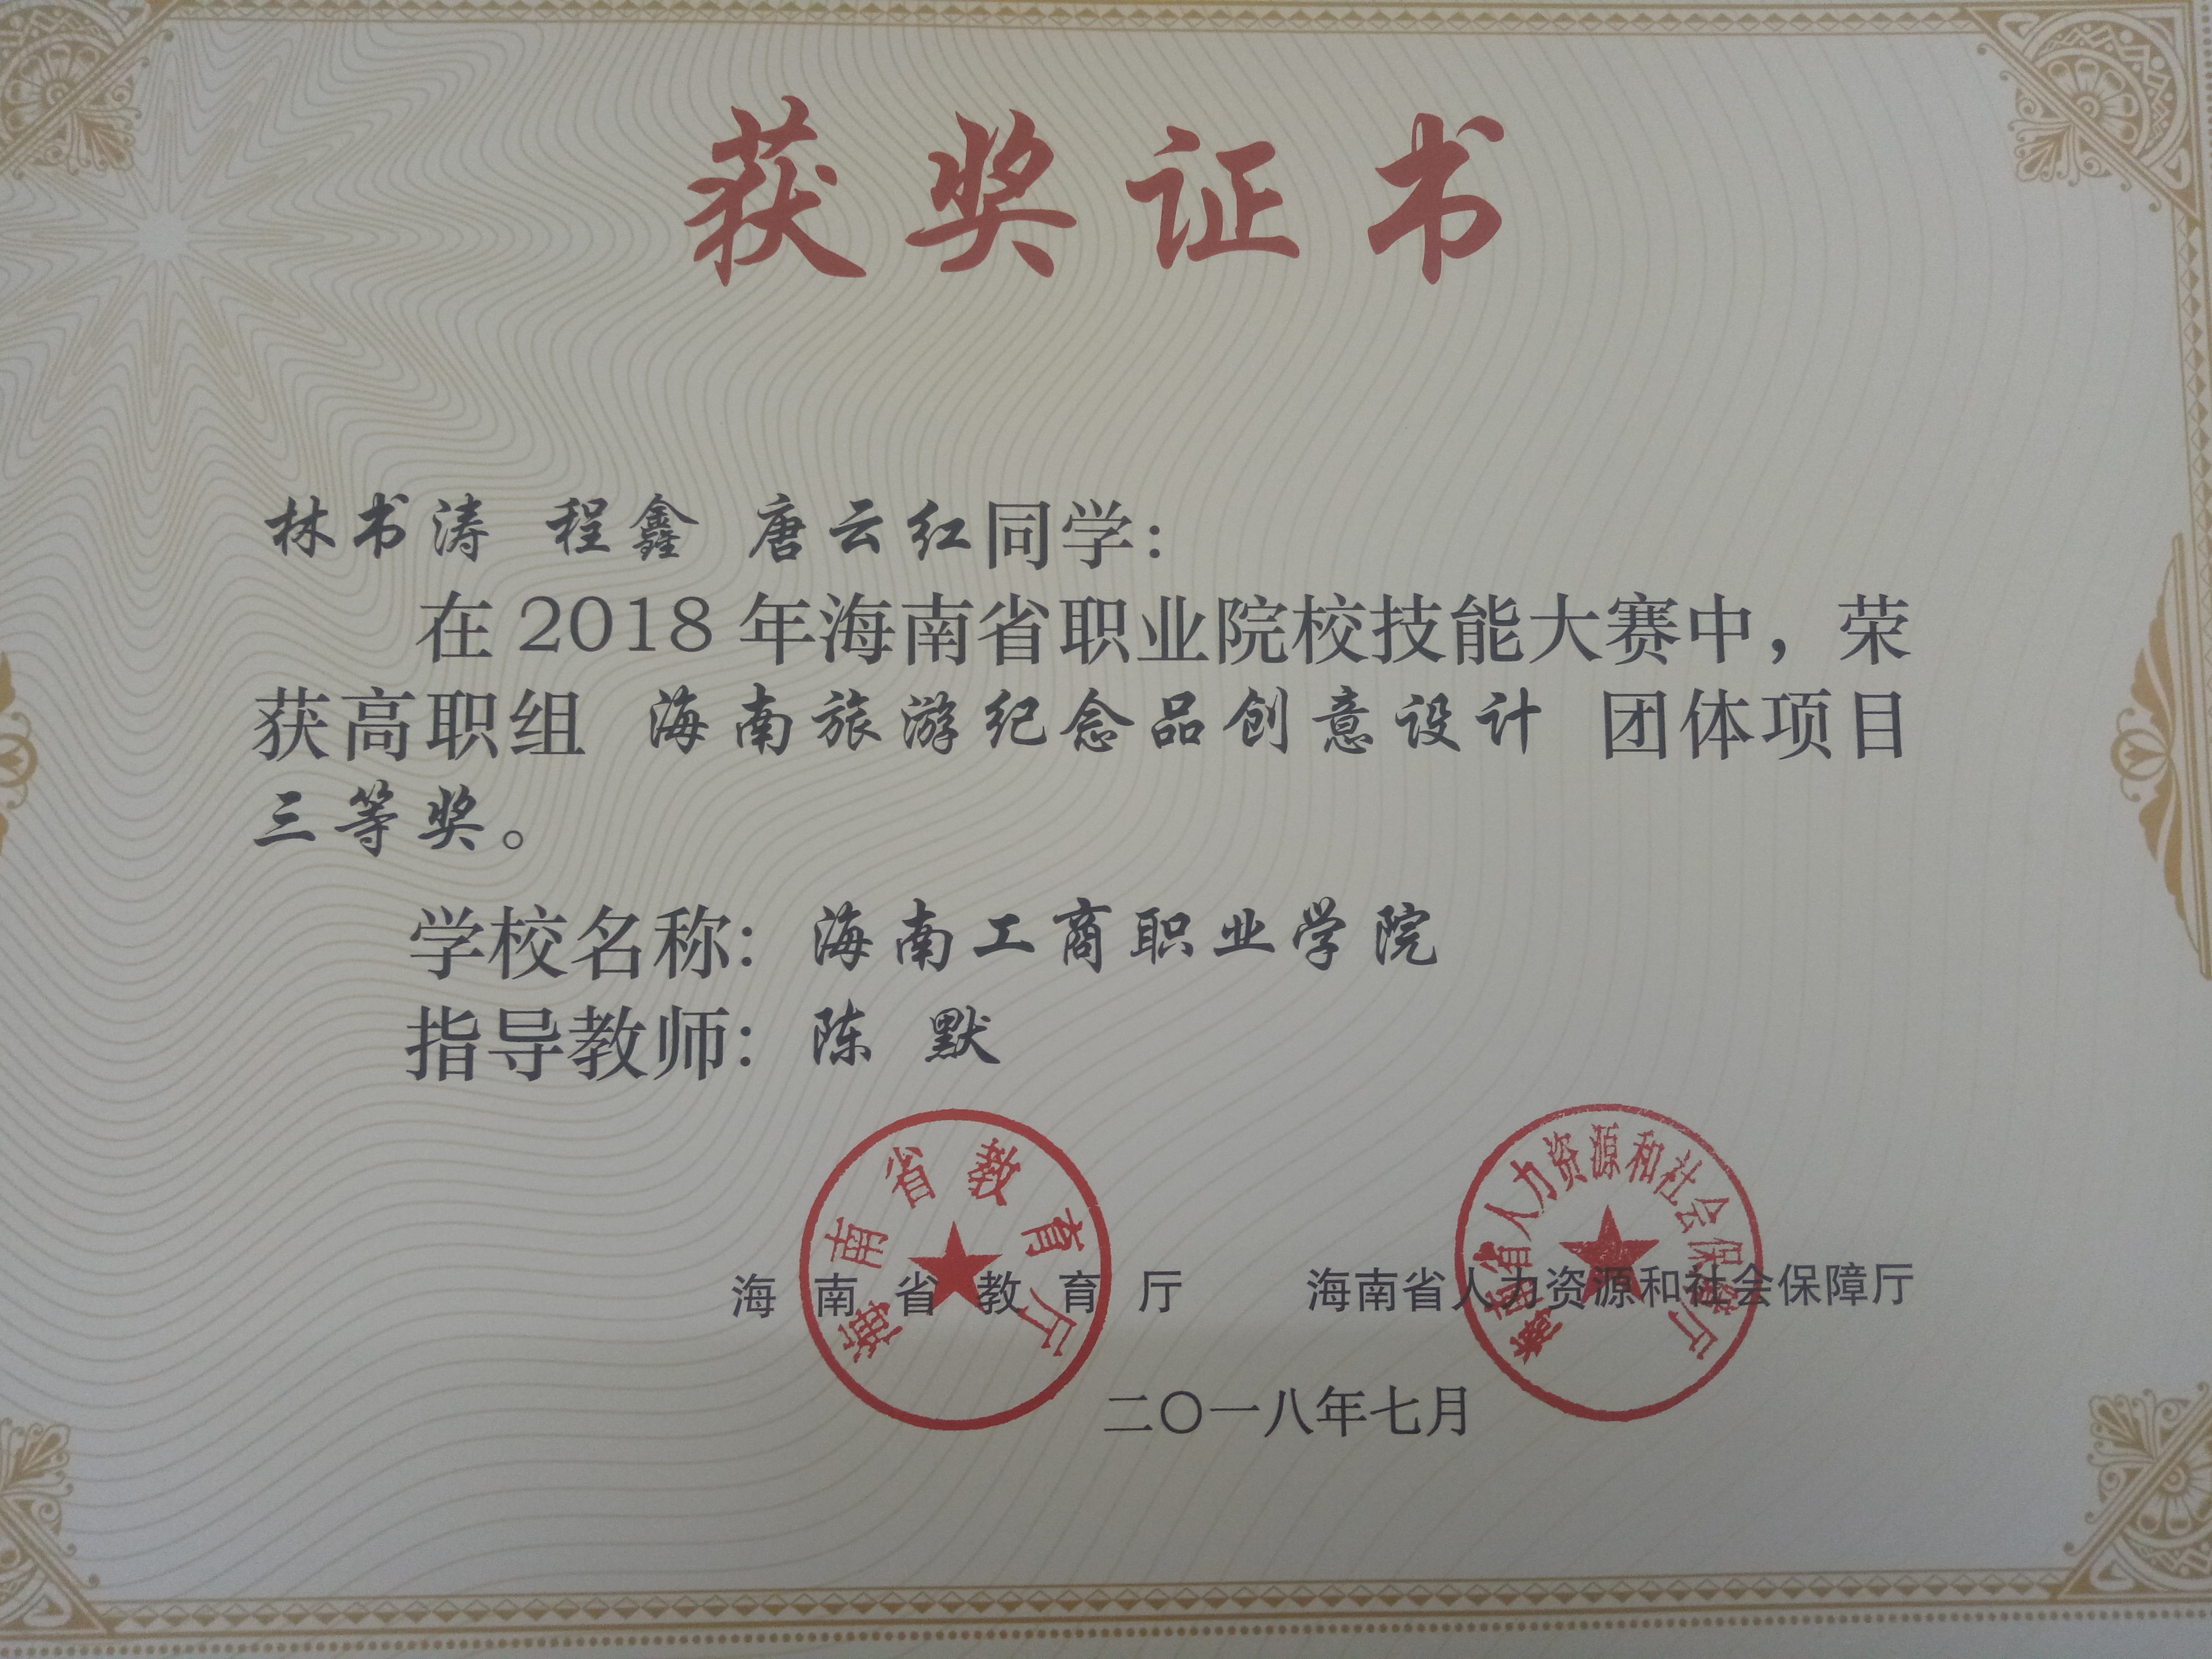 获奖证书
林书涛 程鑫 唐云红同学：
在 2018 年海南省职业院校技能大赛中，荣
获高职组 海南旅游纪念品创意设计 团体项目
三等奖。
学校名称：海南工商职业学院
指导教师：陈 默
海南省教育厅
海南省人力资源和社会保障厅
海南省教育厅 海南省人力资源和社会保障厅
二〇一八年七月